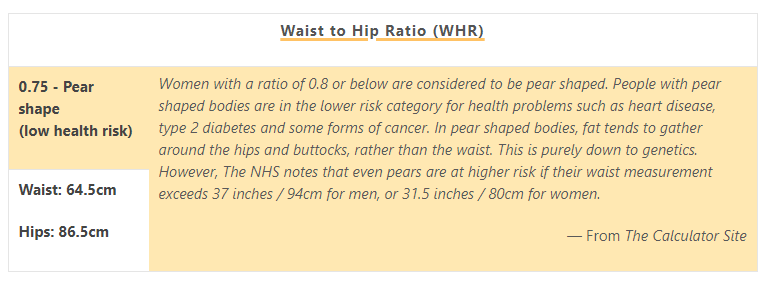 Waist to Hip Ratio (WHR)
0.75 - Pear
shape
(low health risk)
Waist: 64.5cm
Hips: 86.5cm
Women with a ratio of 0.8 or below are considered to be pear shaped. People with pear
shaped bodies are in the lower risk category for health problems such as heart disease,
type 2 diabetes and some forms of cancer. In pear shaped bodies, fat tends to gather
around the hips and buttocks, rather than the waist. This is purely down to genetics.
However, The NHS notes that even pears are at higher risk if their waist measurement
exceeds 37 inches / 94cm for men, or 31.5 inches / 80cm for women.
— From The Calculator Site